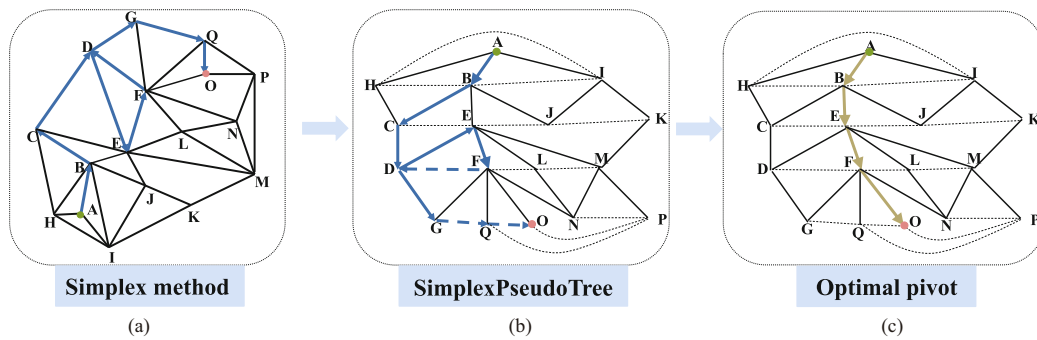 G
Q
D
O
P
F
N
C
E
L
B
M
J
A
K
H
I
Simplex method
(a)
A
H
B
I
C
E
J
K
D
F
L
M
G
Q
O
N
P
SimplexPseudoTree
(b)
A
H
B
I
C
E
J
K
D
F
L
M
G
Q
O
N
P
Optimal pivot
(c)